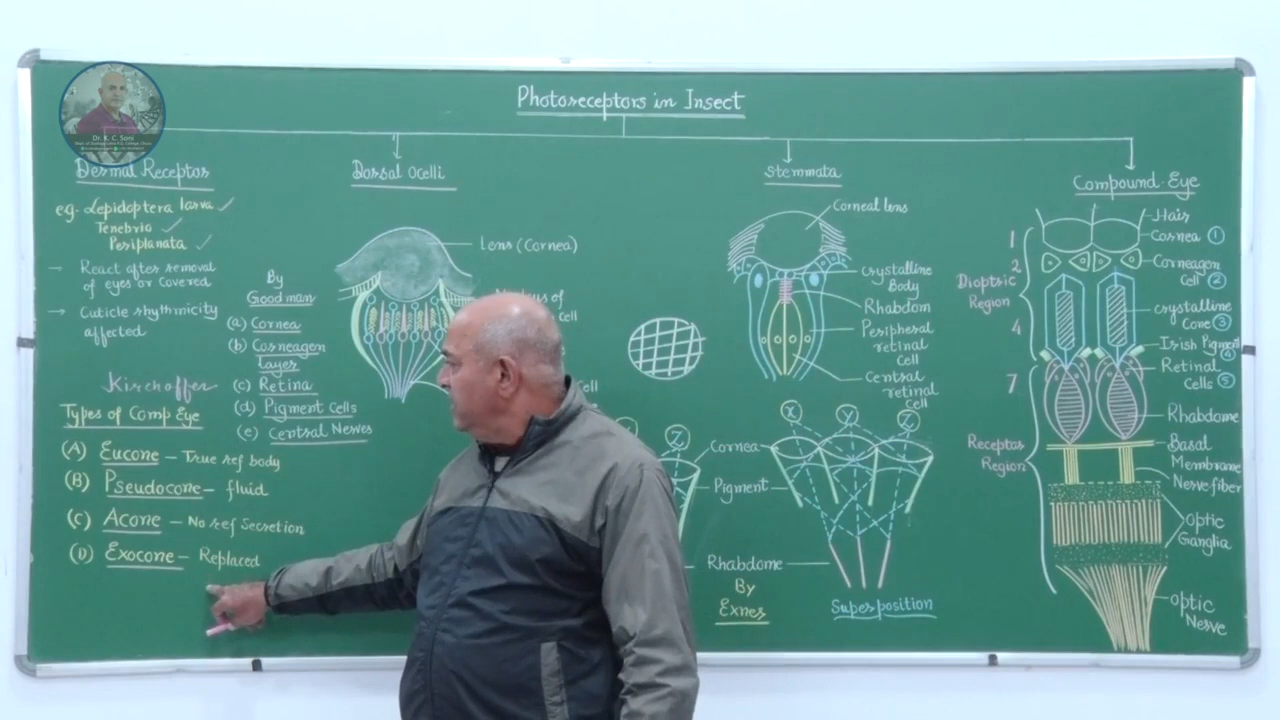 Photoreceptors in Insect
Dr. K. C. Soni
Dermal Receptor
eg- Lepidoptera larva ✓
Tenebrio ✓
Periplanata ✓
→ React after removal
of eyes or Covered
→ Cuticle rhythmicity
affected
Kirchoffer
Types of Comp Eye
(A) Eucone - True ref body
(B) Pseudocone - fluid
(C) Acone - No ref Secretion
(D) Exocone - Replaced
By
Goodman
(a) Cornea
(b) Corneagen
Layer
(c) Retina
(d) Pigment Cells
(e) Central Nerves
Dorsal Ocelli
Lens (Cornea)
of
cell
Cell
Z
Cornea
Pigment
Rhabdome
By
Exner
Stemmata
Corneal lens
Crystalline
Body
Rhabdom
Peripheral
retinal
cell
Central
retinal
cell
X Y Z
Superposition
Compound Eye
Hair
Cornea 1
Corneagen
Cell 2
crystalline
Cone 3
Irish Pigment
4
Retinal
Cells 5
Rhabdome
Basal
Membrane
Nerve fiber
Optic
Ganglia
Optic
Nerve
1
2
Dioptric
Region
4
7
Receptor
Region